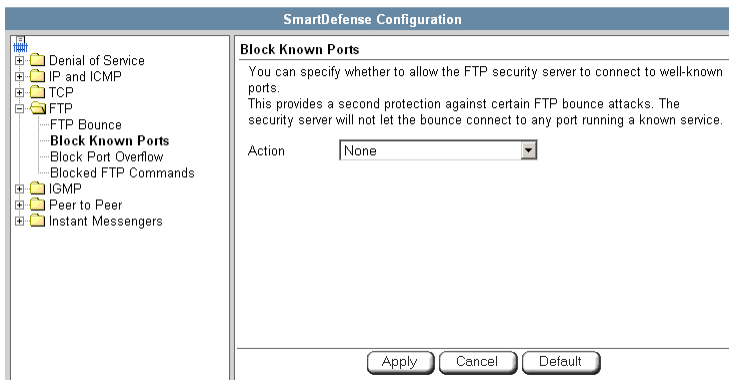 SmartDefense Configuration
Denial of Service
IP and ICMP
TCP
FTP
FTP Bounce
Block Known Ports
Block Port Overflow
Blocked FTP Commands
IGMP
Peer to Peer
Instant Messengers
Block Known Ports
You can specify whether to allow the FTP security server to connect to well-known
ports.
This provides a second protection against certain FTP bounce attacks. The
security server will not let the bounce connect to any port running a known service.
Action None
Apply Cancel Default